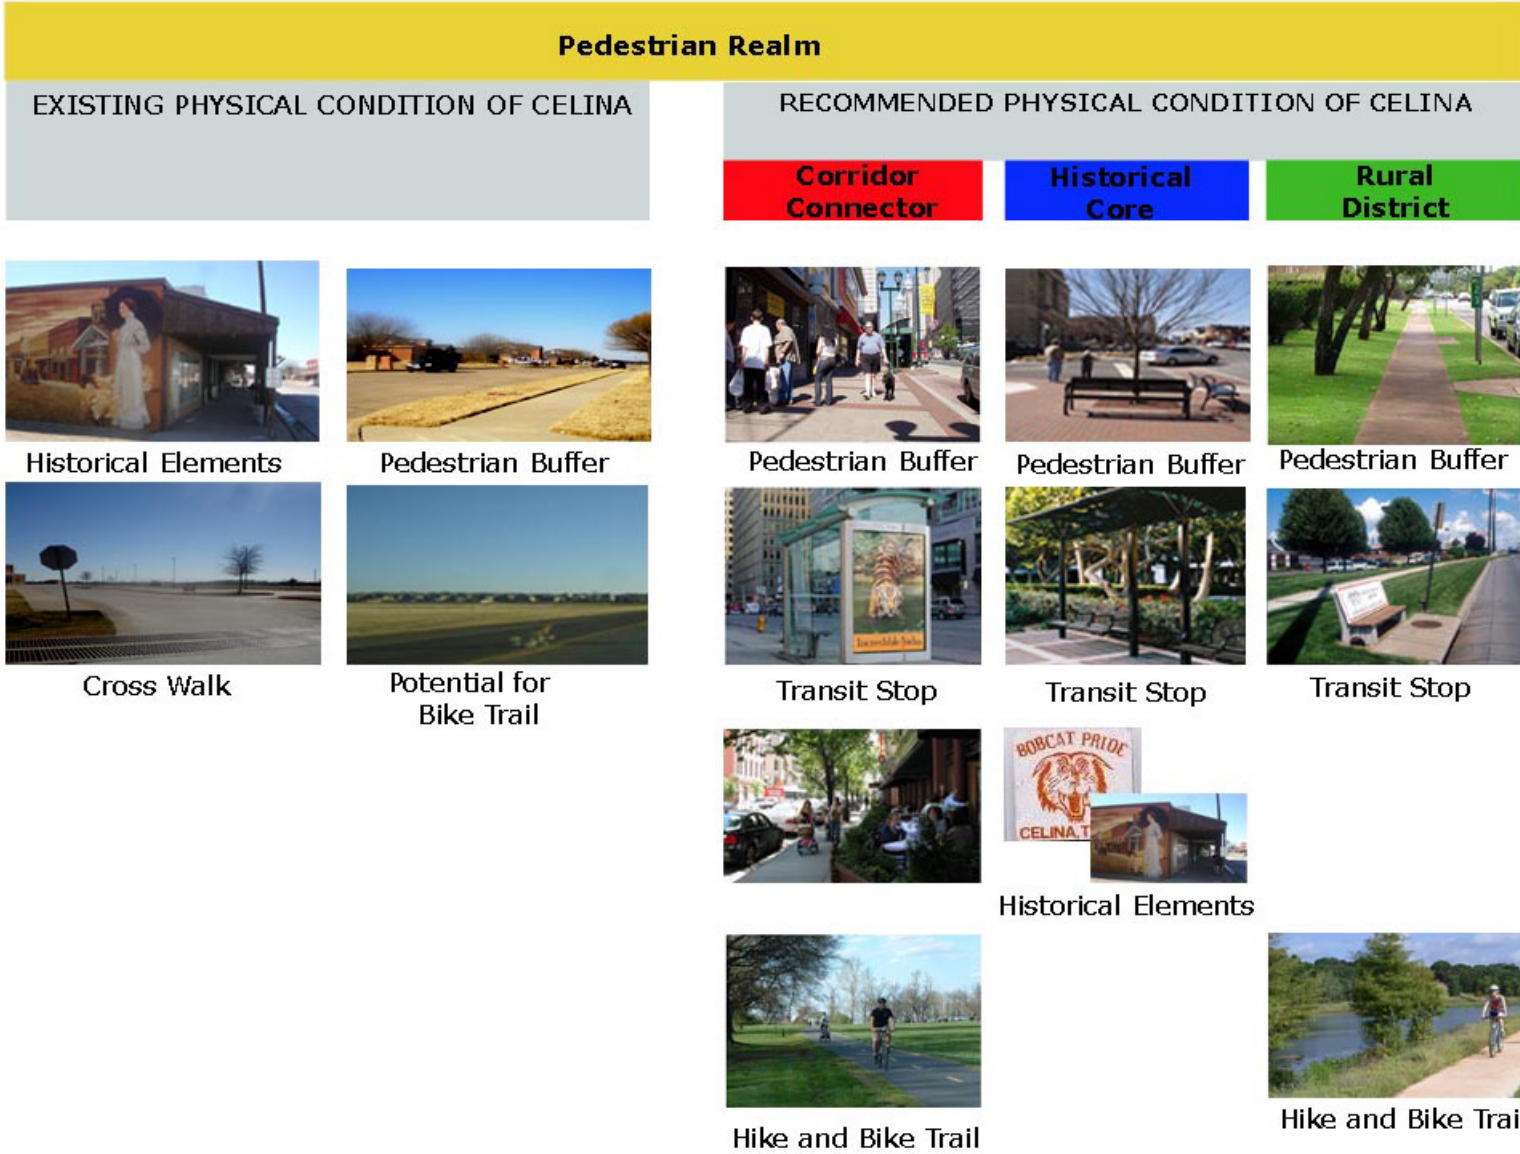 Pedestrian Realm
EXISTING PHYSICAL CONDITION OF CELINA
RECOMMENDED PHYSICAL CONDITION OF CELINA
Corridor
Connector
Historical
Core
Rural
District
Historical Elements
Pedestrian Buffer
Pedestrian Buffer
Pedestrian Buffer
Pedestrian Buffer
Cross Walk
Potential for
Bike Trail
Transit Stop
Transit Stop
Transit Stop
BOBCAT PRIDE
CELINA, T
Historical Elements
Hike and Bike Trail
Hike and Bike Trai